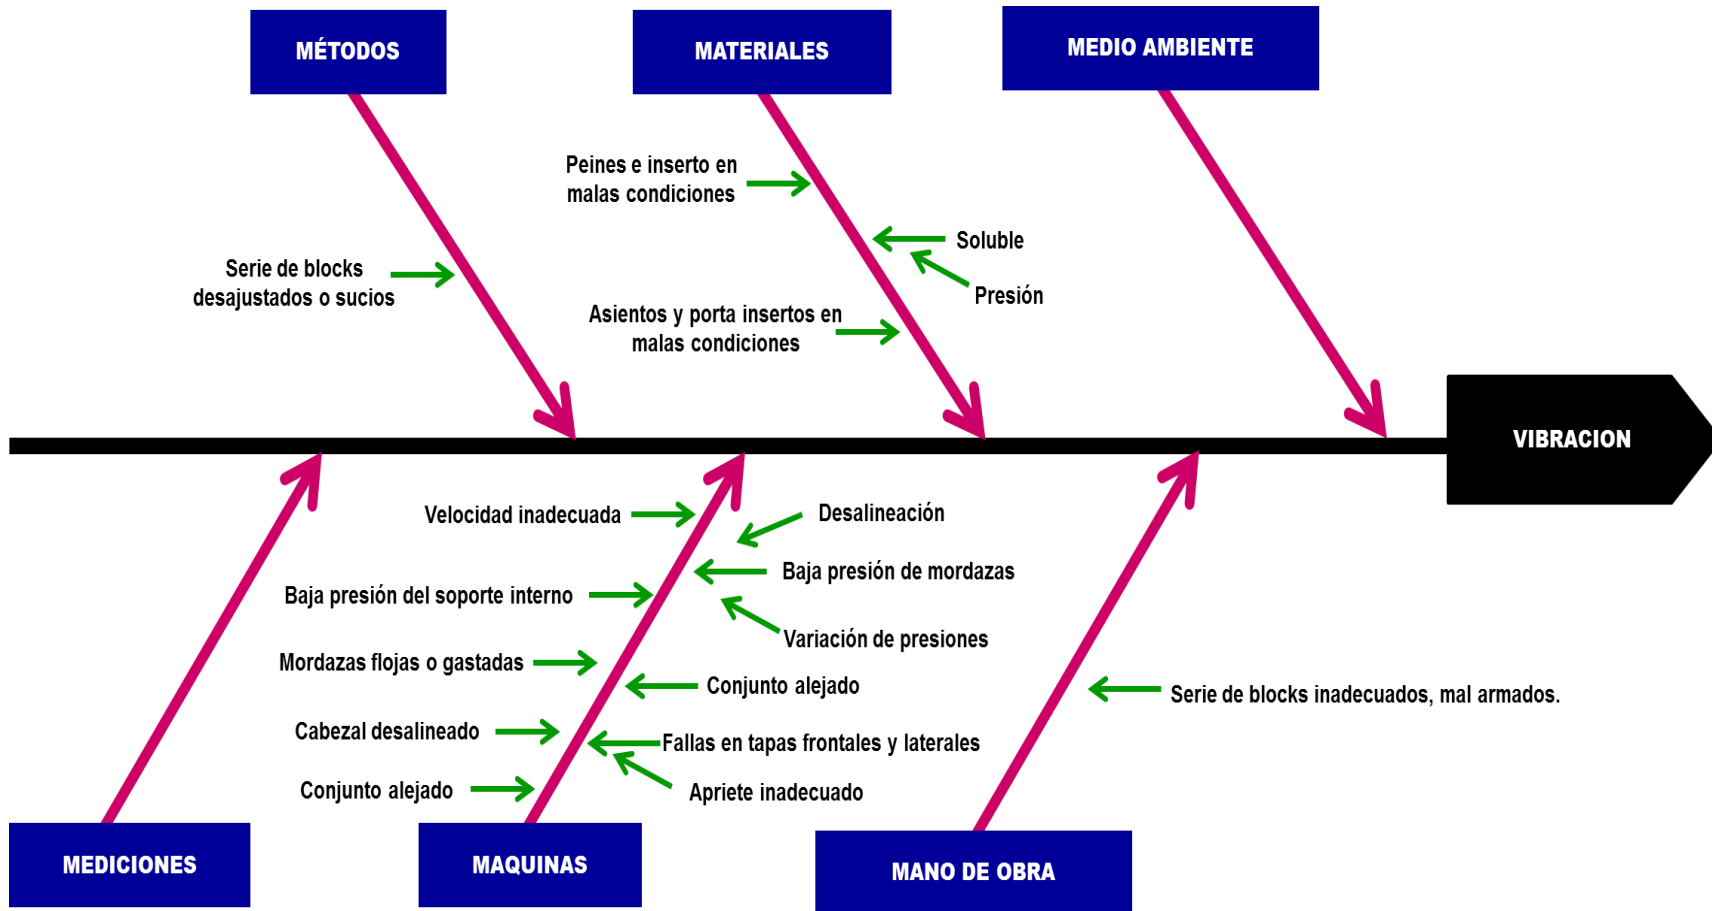 MÉTODOS
MATERIALES
MEDIO AMBIENTE
Peines e inserto en
malas condiciones
Soluble
Presión
Serie de blocks
desajustados o sucios
Asientos y porta insertos en
malas condiciones
VIBRACION
Velocidad inadecuada
Desalineación
Baja presión de mordazas
Baja presión del soporte interno
Variación de presiones
Mordazas flojas o gastadas
Conjunto alejado
Serie de blocks inadecuados, mal armados.
Cabezal desalineado
Fallas en tapas frontales y laterales
Conjunto alejado
Apriete inadecuado
MEDICIONES
MAQUINAS
MANO DE OBRA